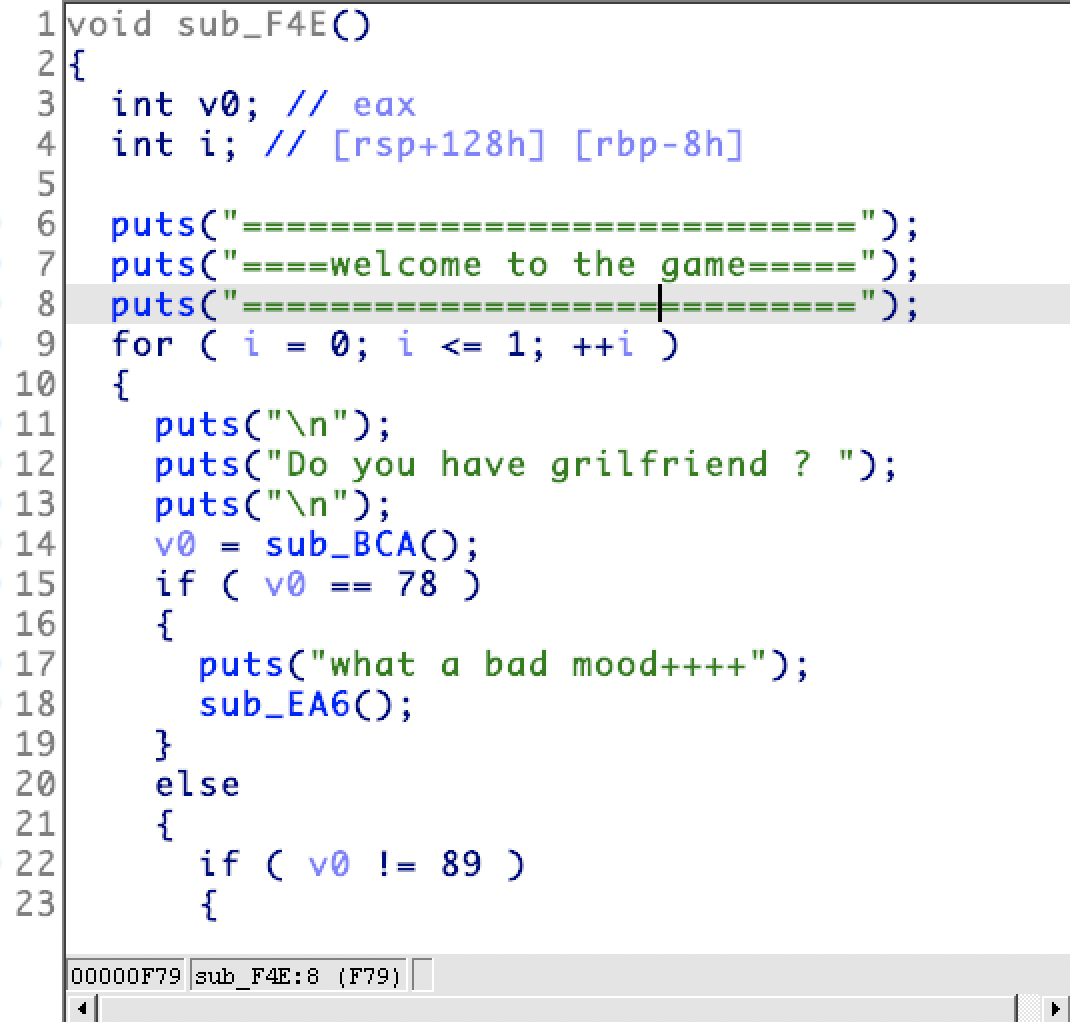 1 void sub_F4E()
2 {
3 int v0; // eax
4 int i; // [rsp+128h] [rbp-8h]
5
6 puts("============================");
7 puts("====welcome to the game=====");
8 puts("============================");
9 for ( i = 0; i <= 1; ++i )
10 {
11 puts("\n");
12 puts("Do you have grilfriend ? ");
13 puts("\n");
14 v0 = sub_BCA();
15 if ( v0 == 78 )
16 {
17 puts("what a bad mood++++");
18 sub_EA6();
19 }
20 else
21 {
22 if ( v0 != 89 )
23 {
00000F79 sub_F4E:8 (F79)